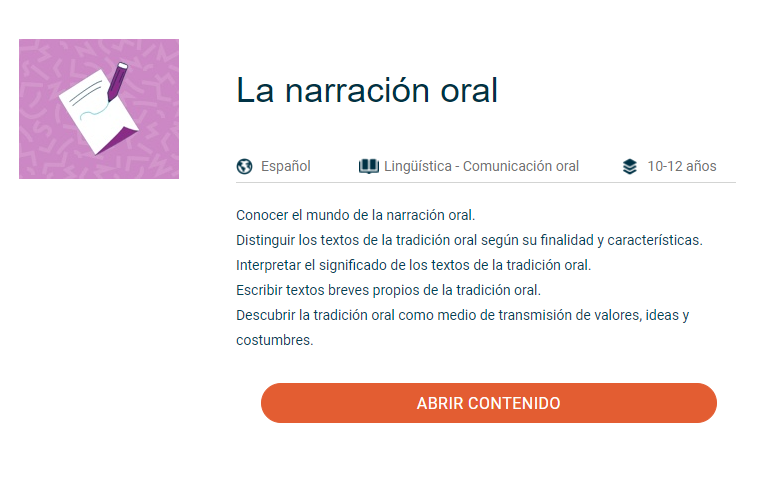 La narración oral
Español
Lingüística - Comunicación oral
10-12 años
Conocer el mundo de la narración oral.
Distinguir los textos de la tradición oral según su finalidad y características.
Interpretar el significado de los textos de la tradición oral.
Escribir textos breves propios de la tradición oral.
Descubrir la tradición oral como medio de transmisión de valores, ideas y
costumbres.
ABRIR CONTENIDO